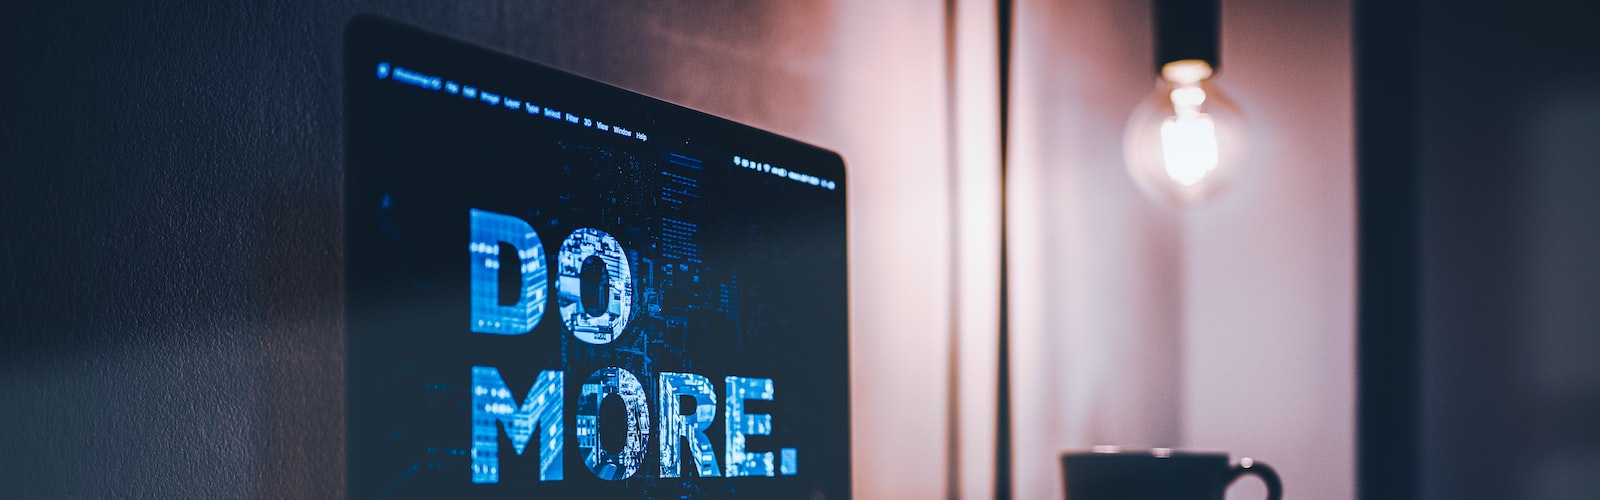 Photoshop CC File Edit Image Layer Type Select Filter 3D View Window Help
DO
MORE.